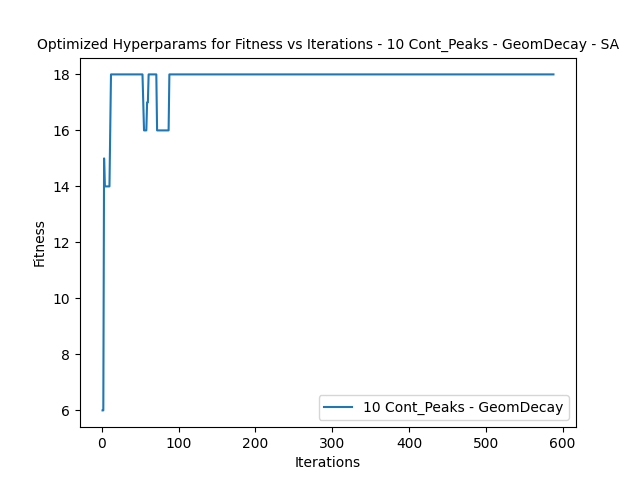 Optimized Hyperparams for Fitness vs Iterations - 10 Cont_Peaks - GeomDecay - SA
18
16
14
12
10
8
6
Fitness
10 Cont_Peaks - GeomDecay
0 100 200 300 400 500 600
Iterations